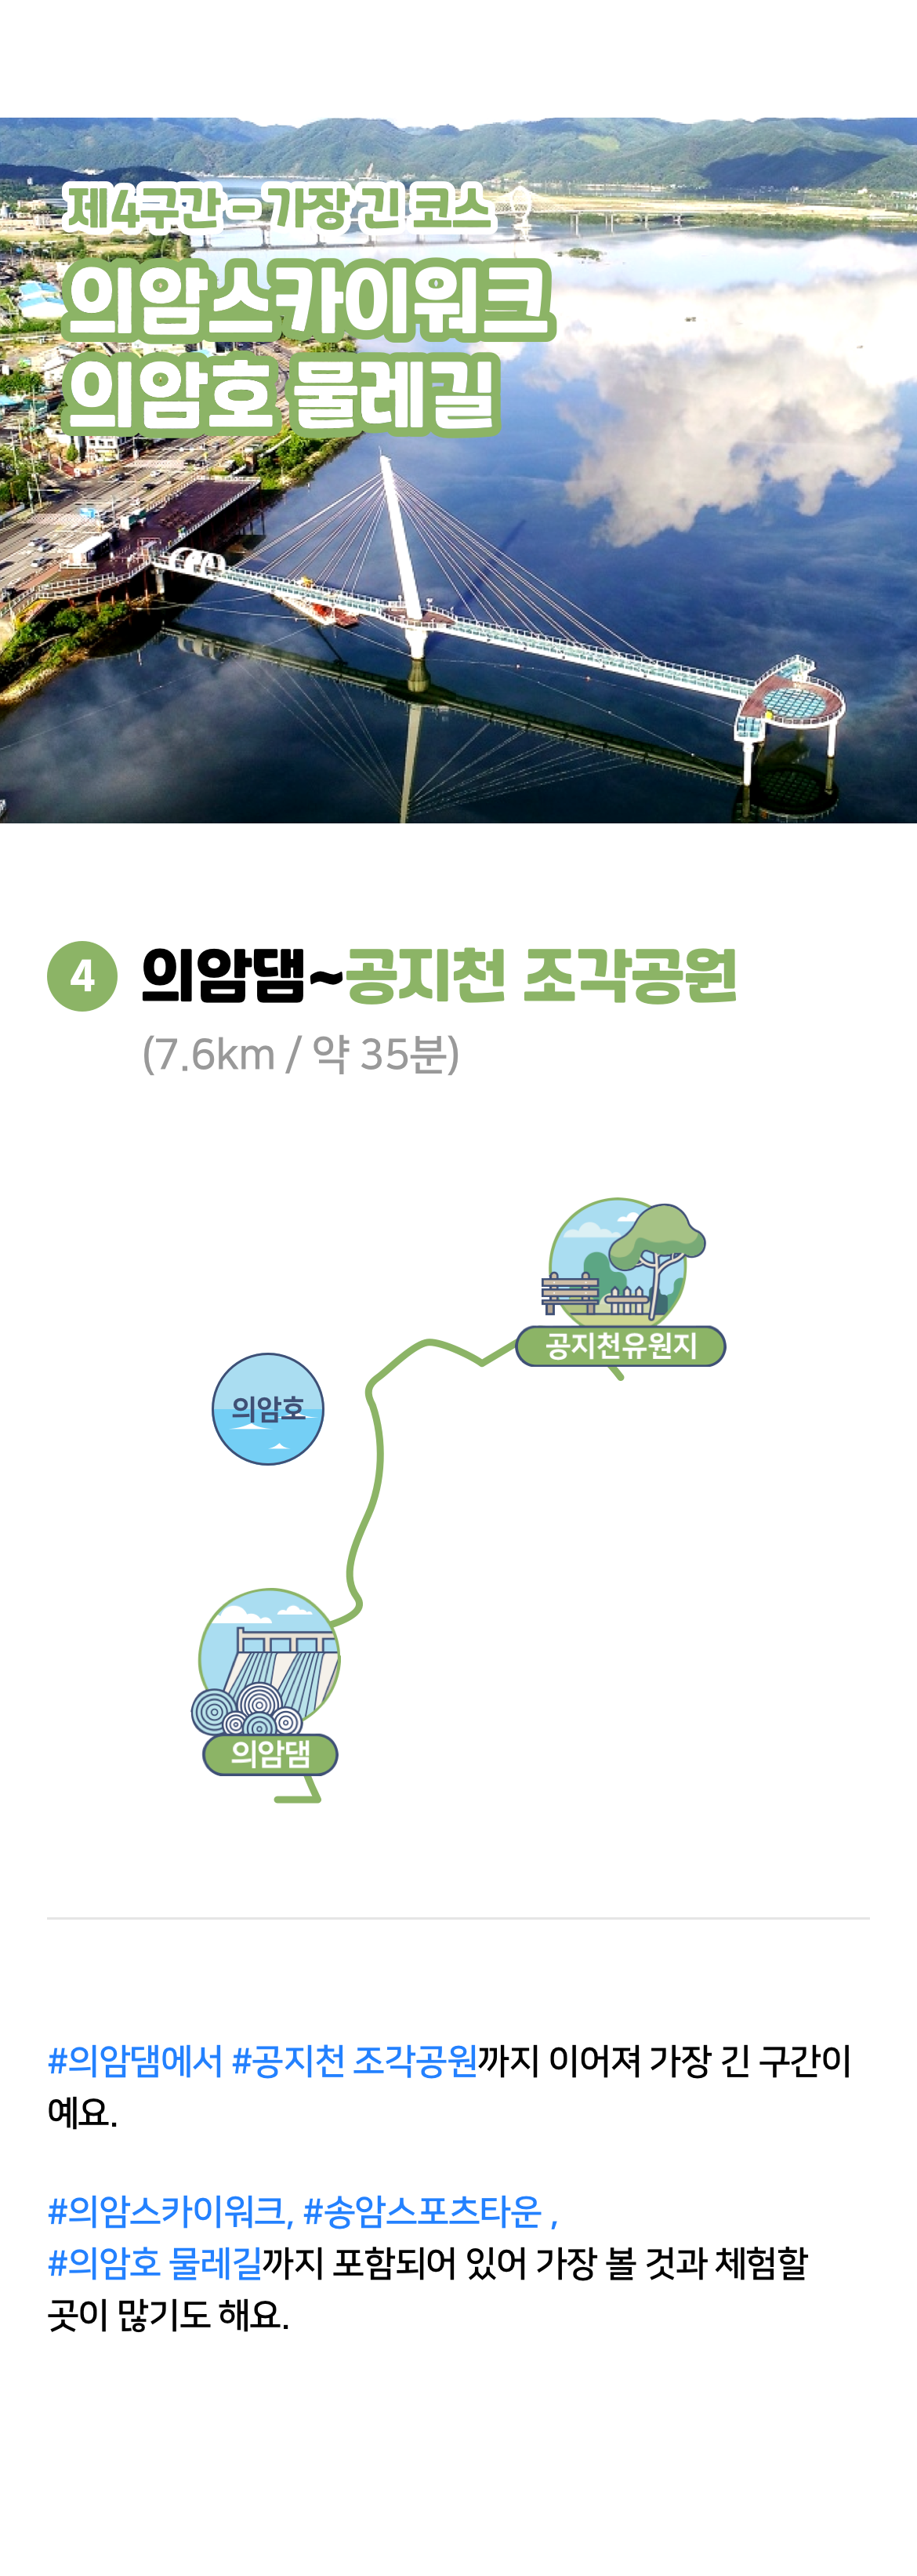 제4구간 - 가장 긴 코스
의암스카이워크
의암호 물레길
4 의암댐~공지천 조각공원
(7.6km / 약 35분)
공지천유원지
의암호
의암댐
#의암댐에서 #공지천 조각공원까지 이어져 가장 긴 구간이
예요.
#의암스카이워크, #송암스포츠타운 ,
#의암호 물레길까지 포함되어 있어 가장 볼 것과 체험할
곳이 많기도 해요.